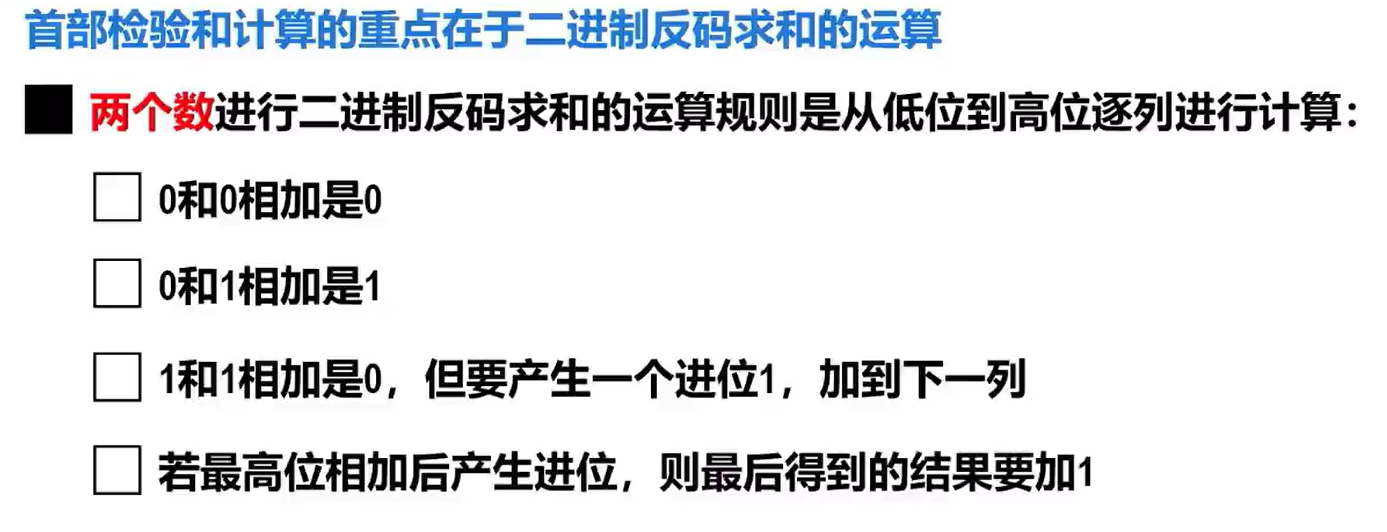 首部检验和计算的重点在于二进制反码求和的运算
两个数进行二进制反码求和的运算规则是从低位到高位逐列进行计算：
0和0相加是0
0和1相加是1
1和1相加是0，但要产生一个进位1，加到下一列
若最高位相加后产生进位，则最后得到的结果要加1